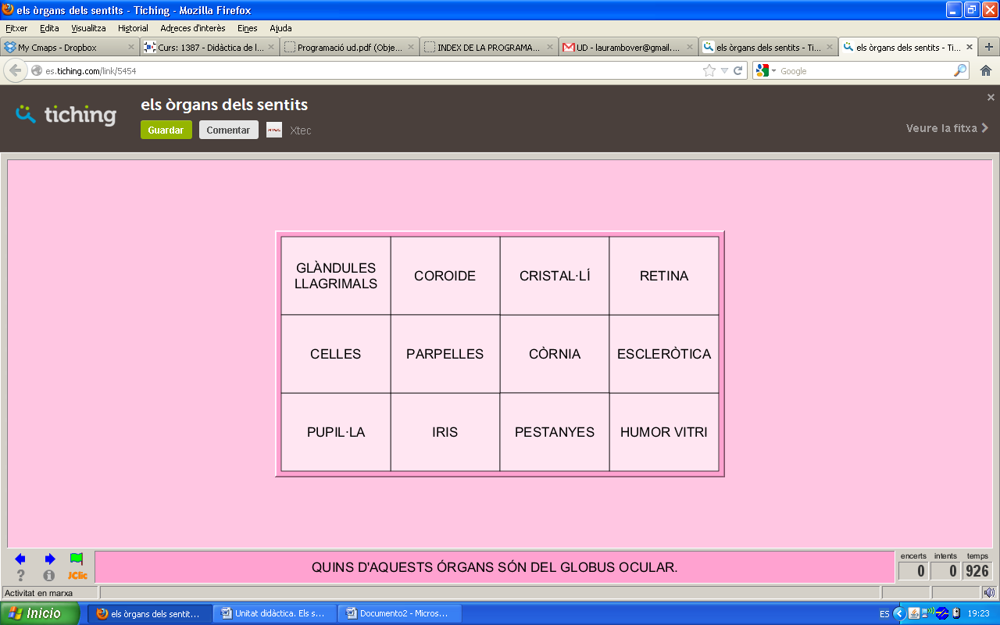 els òrgans dels sentits - Tiching - Mozilla Firefox
Fitxer Edita Visualitza Historial Adreces d'interès Eines Ajuda
My Cmaps - Dropbox Curs: 1387 - Didàctica de l... Programació ud.pdf (Obje... INDEX DE LA PROGRAMA... UD - laurambover@gmail.... els òrgans dels sentits - Ti... els òrgans dels sentits - Ti...
es.tiching.com/link/5454 Google
tiching els òrgans dels sentits
Guardar Comentar Xtec Veure la fitxa
GLÀNDULES
LLAGRIMALS COROIDE CRISTAL·LÍ RETINA
CELLES PARPELLES CÒRNIA ESCLERÒTICA
PUPIL·LA IRIS PESTANYES HUMOR VITRI
QUINS D'AQUESTS ÓRGANS SÓN DEL GLOBUS OCULAR.
encerts intents temps
0 0 926
JClic
Activitat en marxa
Inicio els òrgans dels sentit... Unitat didàctica. Els s... Documento2 - Micros... ES 19:23